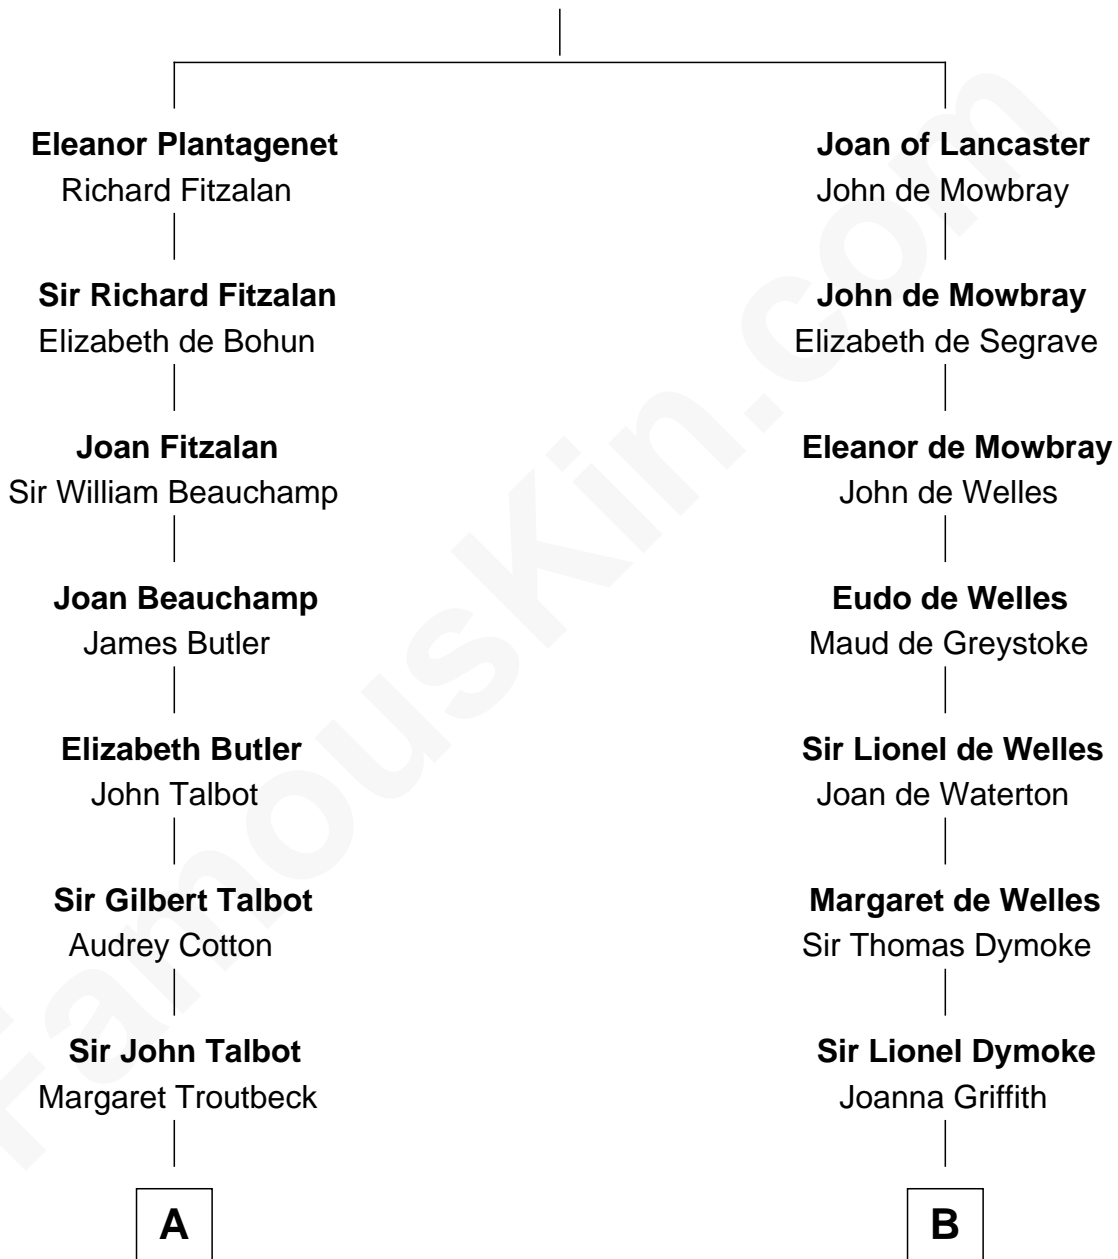 Eleanor Plantagenet
Richard Fitzalan
Sir Richard Fitzalan
Elizabeth de Bohun
Joan Fitzalan
Sir William Beauchamp
Joan Beauchamp
James Butler
Elizabeth Butler
John Talbot
Sir Gilbert Talbot
Audrey Cotton
Sir John Talbot
Margaret Troutbeck
A
Joan of Lancaster
John de Mowbray
John de Mowbray
Elizabeth de Segrave
Eleanor de Mowbray
John de Welles
Eudo de Welles
Maud de Greystoke
Sir Lionel de Welles
Joan de Waterton
Margaret de Welles
Sir Thomas Dymoke
Sir Lionel Dymoke
Joanna Griffith
B
FamousKin.com